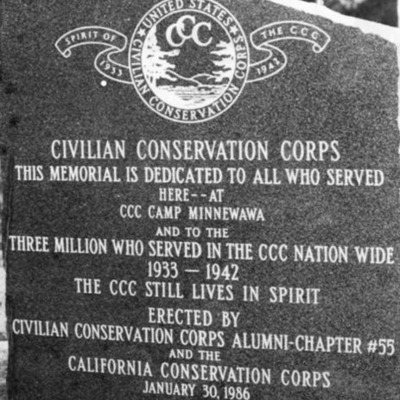 SPIRIT OF 1933
UNITED STATES
CCC
CIVILIAN CONSERVATION CORPS
THE CCC 1942
CIVILIAN CONSERVATION CORPS
THIS MEMORIAL IS DEDICATED TO ALL WHO SERVED
HERE--AT
CCC CAMP MINNEWAWA
AND TO THE
THREE MILLION WHO SERVED IN THE CCC NATION WIDE
1933 — 1942
THE CCC STILL LIVES IN SPIRIT
ERECTED BY
CIVILIAN CONSERVATION CORPS ALUMNI-CHAPTER #55
AND THE
CALIFORNIA CONSERVATION CORPS
JANUARY 30, 1986